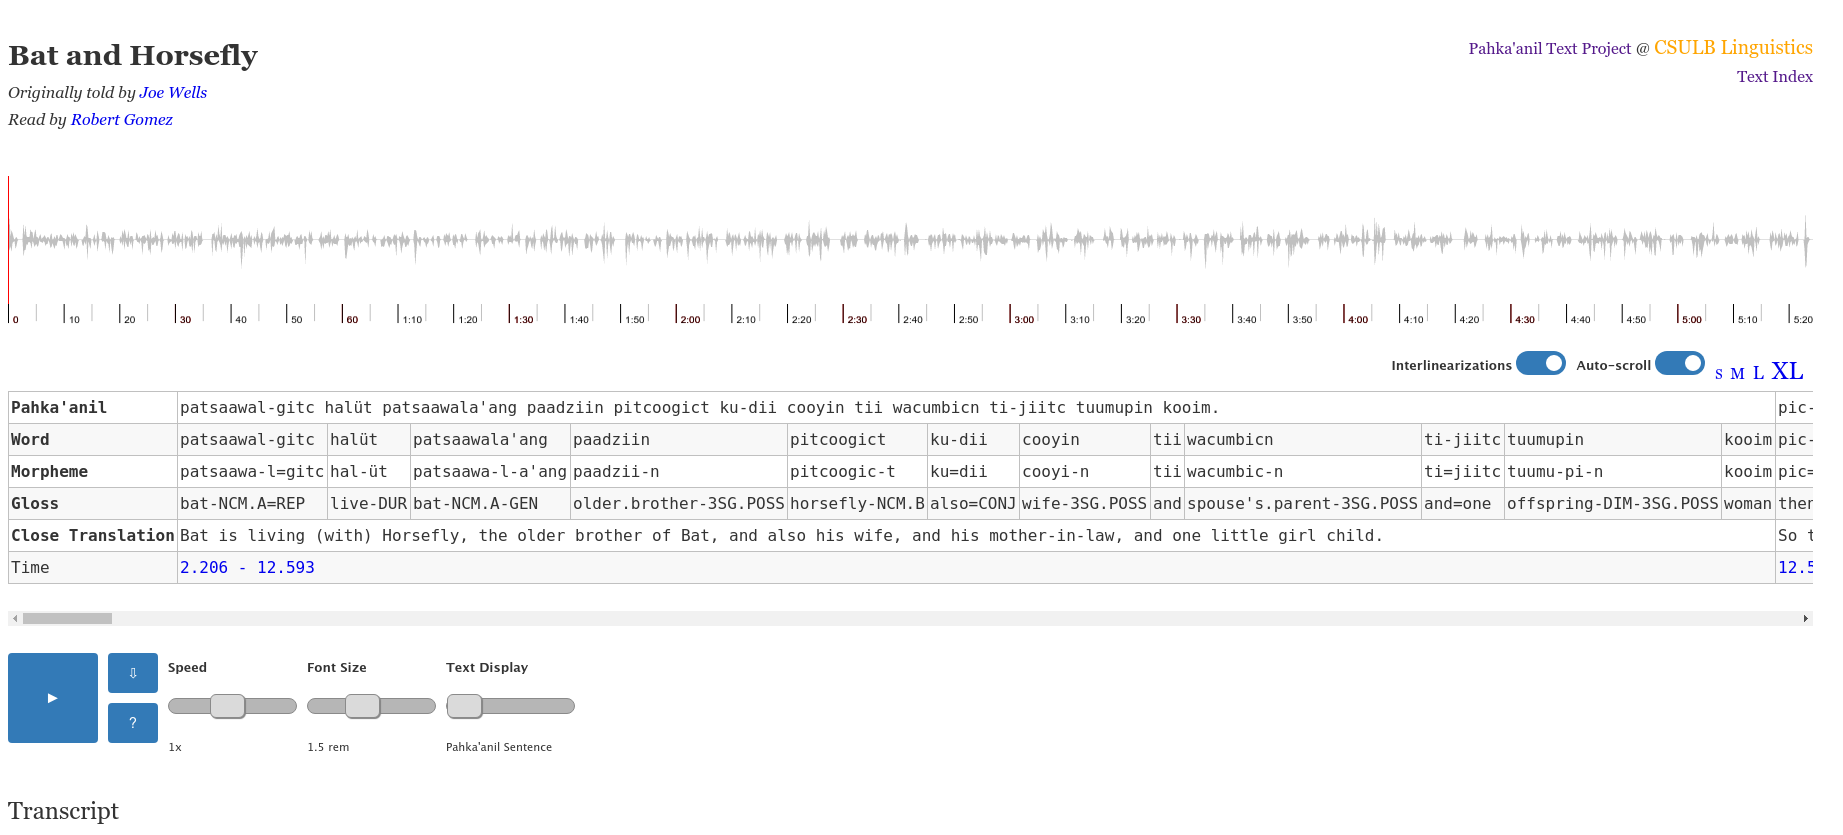 Bat and Horsefly
Originally told by Joe Wells
Read by Robert Gomez
Pahka'anil Text Project @ CSULB Linguistics
Text Index
0 10 20 30 40 50 60 1:10 1:20 1:30 1:40 1:50 2:00 2:10 2:20 2:30 2:40 2:50 3:00 3:10 3:20 3:30 3:40 3:50 4:00 4:10 4:20 4:30 4:40 4:50 5:00 5:10 5:20
Interlinearizations Auto-scroll S M L XL
Pahka'anil patsaawal-gitc halüt patsaawala'ang paadziin pitcoogict ku-dii cooyin tii wacumbicn ti-jiitc tuumupin kooim. pic-
Word patsaawal-gitc halüt patsaawala'ang paadziin pitcoogict ku-dii cooyin tii wacumbicn ti-jiitc tuumupin kooim pic-
Morpheme patsaawa-l=gitc hal-üt patsaawa-l-a'ang paadzii-n pitcoogic-t ku=dii cooyi-n tii wacumbic-n ti=jiitc tuumu-pi-n kooim pic=
Gloss bat-NCM.A=REP live-DUR bat-NCM.A-GEN older.brother-3SG.POSS horsefly-NCM.B also=CONJ wife-3SG.POSS and spouse's.parent-3SG.POSS and=one offspring-DIM-3SG.POSS woman then
Close Translation Bat is living (with) Horsefly, the older brother of Bat, and also his wife, and his mother-in-law, and one little girl child. So t
Time 2.206 - 12.593 12.5
▶ ⇩ ?
Speed Font Size Text Display
1x 1.5 rem Pahka'anil Sentence
Transcript